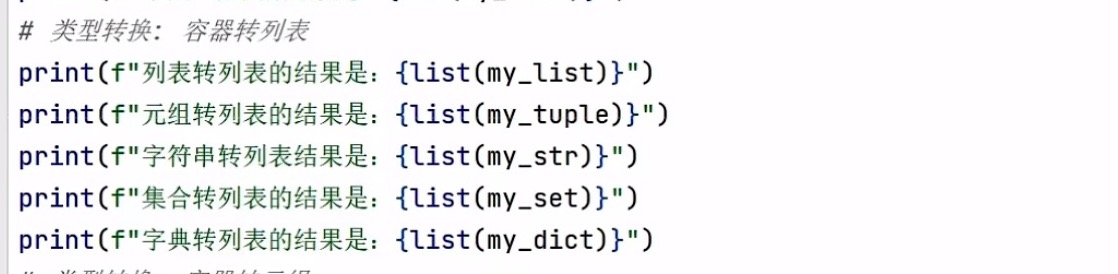 # 类型转换: 容器转列表
print(f"列表转列表的结果是：{list(my_list)}")
print(f"元组转列表的结果是：{list(my_tuple)}")
print(f"字符串转列表结果是：{list(my_str)}")
print(f"集合转列表的结果是：{list(my_set)}")
print(f"字典转列表的结果是：{list(my_dict)}")